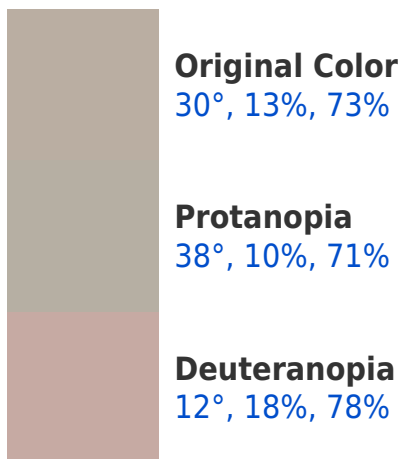 Original Color
30°, 13%, 73%
Protanopia
38°, 10%, 71%
Deuteranopia
12°, 18%, 78%